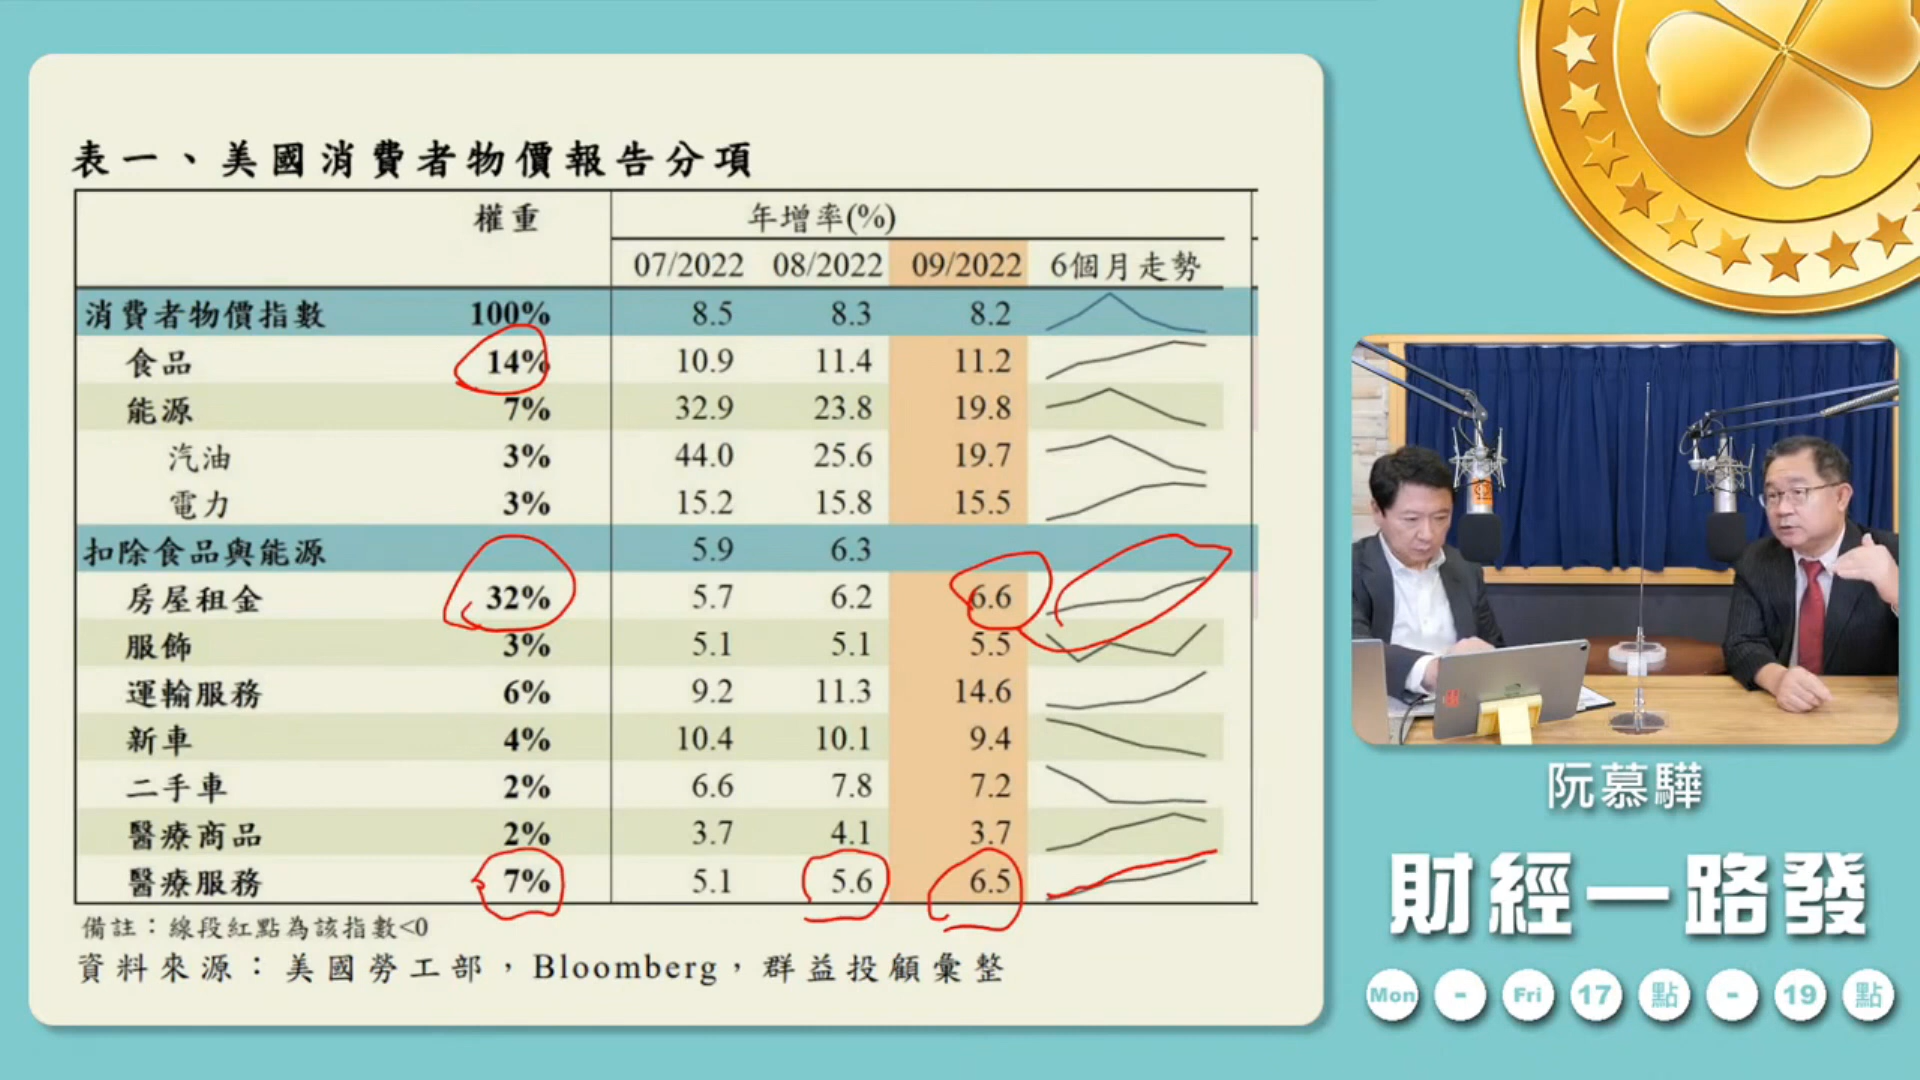 表一、美國消費者物價報告分項
權重 年增率(%)
07/2022 08/2022 09/2022 6個月走勢
消費者物價指數 100% 8.5 8.3 8.2
食品 14% 10.9 11.4 11.2
能源 7% 32.9 23.8 19.8
汽油 3% 44.0 25.6 19.7
電力 3% 15.2 15.8 15.5
扣除食品與能源 5.9 6.3
房屋租金 32% 5.7 6.2 6.6
服飾 3% 5.1 5.1 5.5
運輸服務 6% 9.2 11.3 14.6
新車 4% 10.4 10.1 9.4
二手車 2% 6.6 7.8 7.2
醫療商品 2% 3.7 4.1 3.7
醫療服務 7% 5.1 5.6 6.5
備註：線段紅點為該指數<0
資料來源：美國勞工部，Bloomberg，群益投顧彙整
阮慕驊
財經一路發
Mon - Fri 17 點 - 19 點